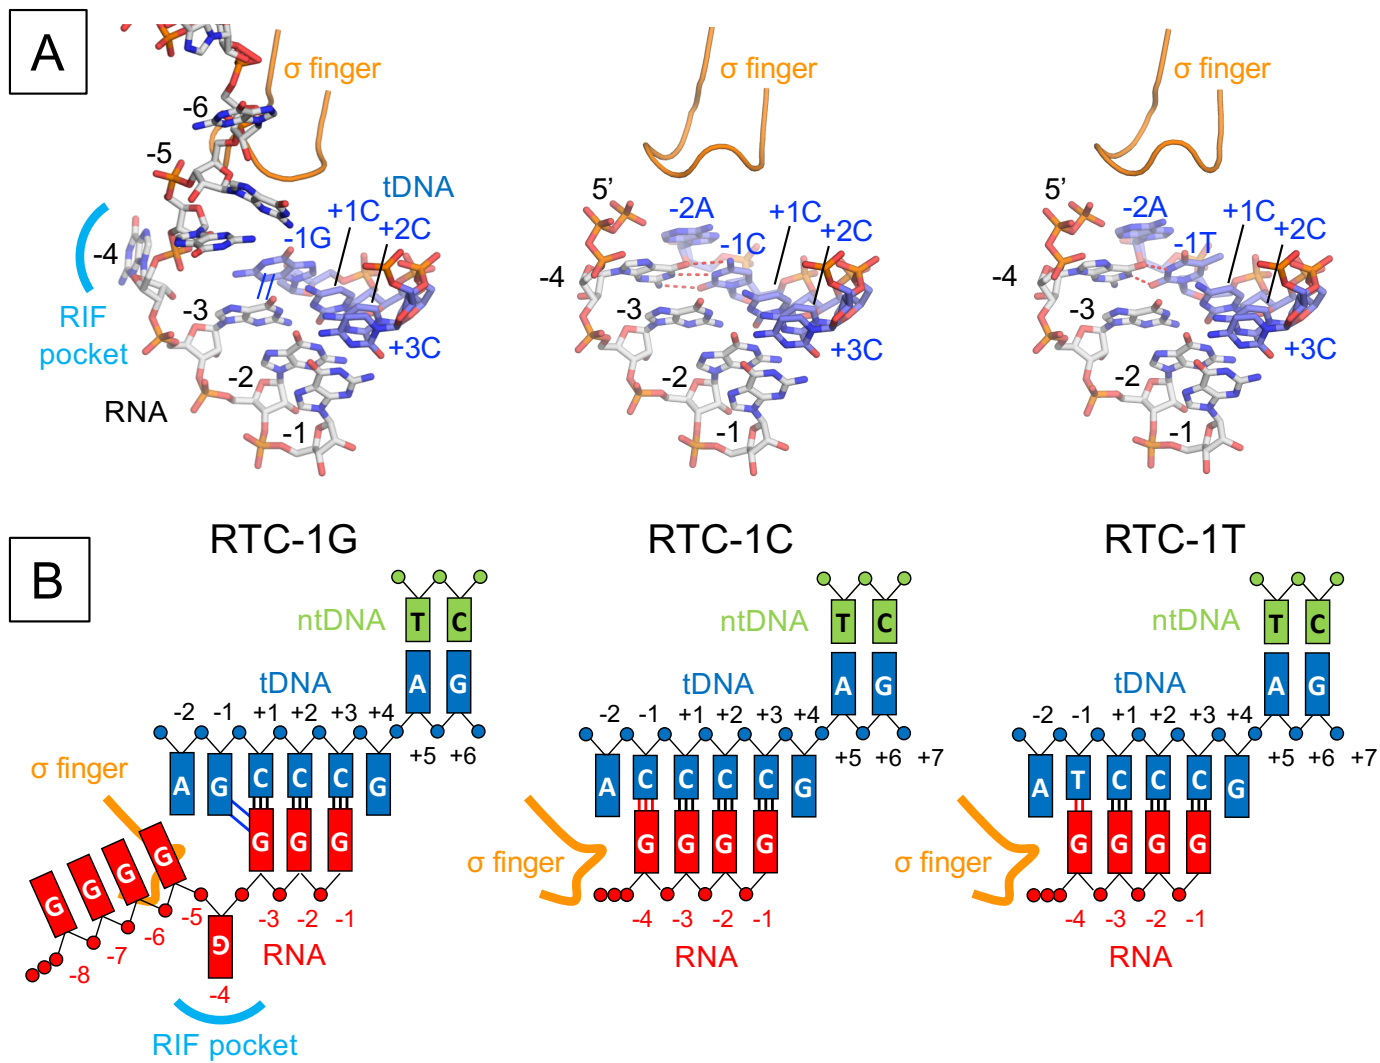 A
σ finger
-6
-5
tDNA
+1C
+2C
-1G
-4
RIF
pocket
-3
+3C
-2
RNA
-1
σ finger
5’
-2A
+1C
+2C
-1C
-4
-3
+3C
-2
-1
σ finger
5’
-2A
+1C
+2C
-1T
-4
-3
+3C
-2
-1
RTC-1G
RTC-1C
RTC-1T
B
ntDNA
T C
A G
tDNA
-2 -1 +1 +2 +3 +4
+5 +6
σ finger
A G C C C G
G G G
G G G G
G
-8 -7 -6 -5 -4 -3 -2 -1
RNA
RIF pocket
ntDNA
T C
A G
tDNA
-2 -1 +1 +2 +3 +4
+5 +6 +7
A C C C C G
σ finger
G G G G
-4 -3 -2 -1
RNA
ntDNA
T C
A G
tDNA
-2 -1 +1 +2 +3 +4
+5 +6 +7
A T C C C G
σ finger
G G G G
-4 -3 -2 -1
RNA